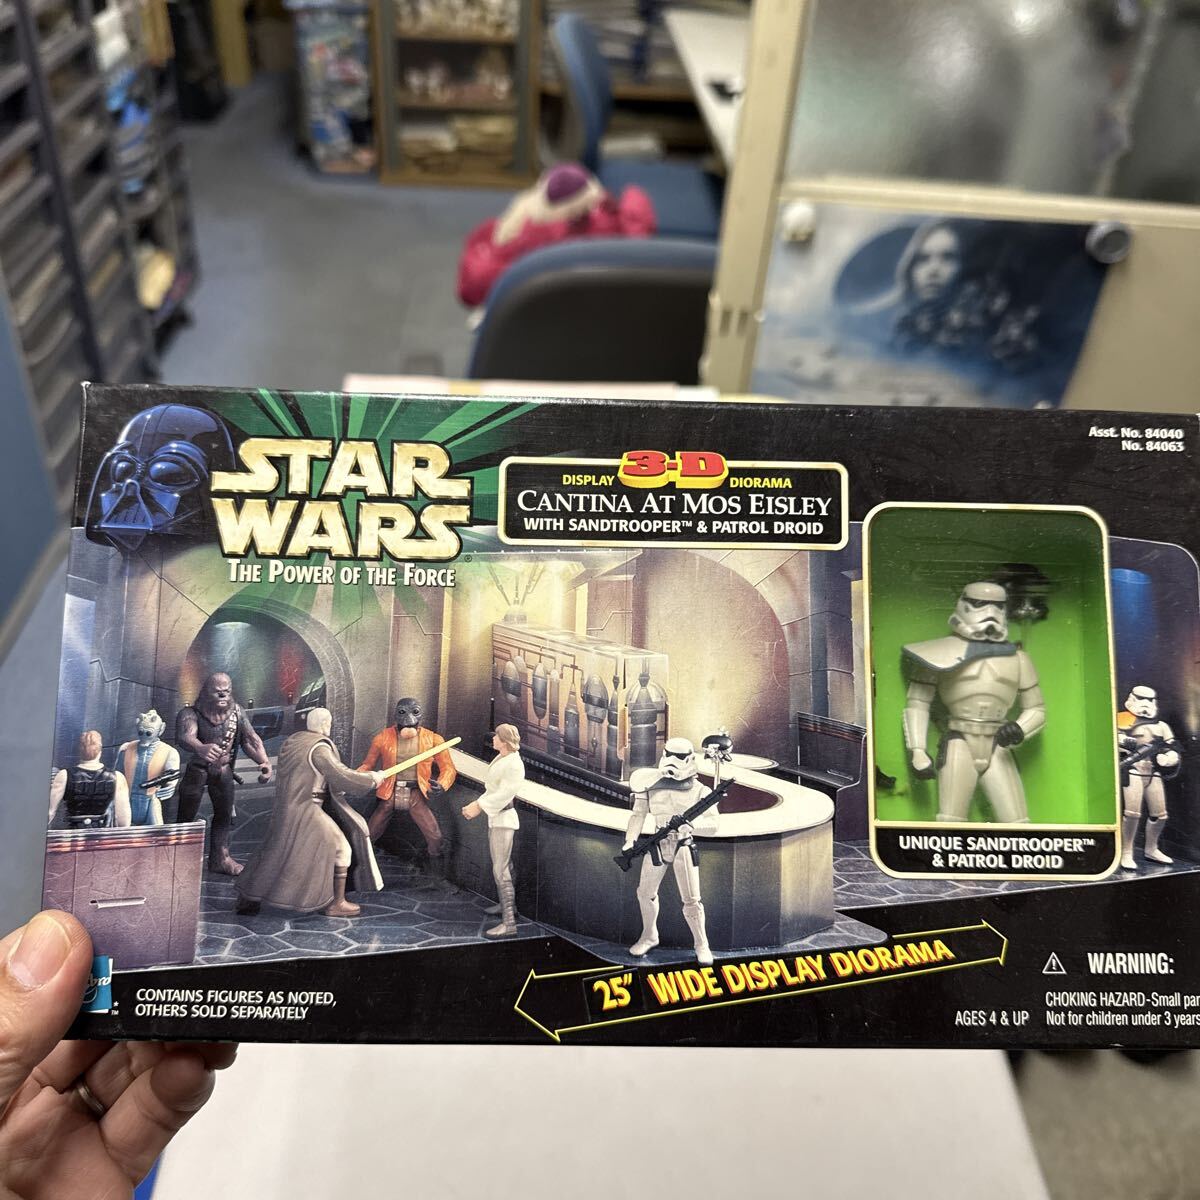 STAR
WARS®
THE POWER OF THE FORCE
DISPLAY 3-D DIORAMA
CANTINA AT MOS EISLEY
WITH SANDTROOPER™ & PATROL DROID
Asst. No. 84040
No. 84063
UNIQUE SANDTROOPER™
& PATROL DROID
25" WIDE DISPLAY DIORAMA
CONTAINS FIGURES AS NOTED,
OTHERS SOLD SEPARATELY
AGES 4 & UP
WARNING:
CHOKING HAZARD-Small
Not for children under 3 years